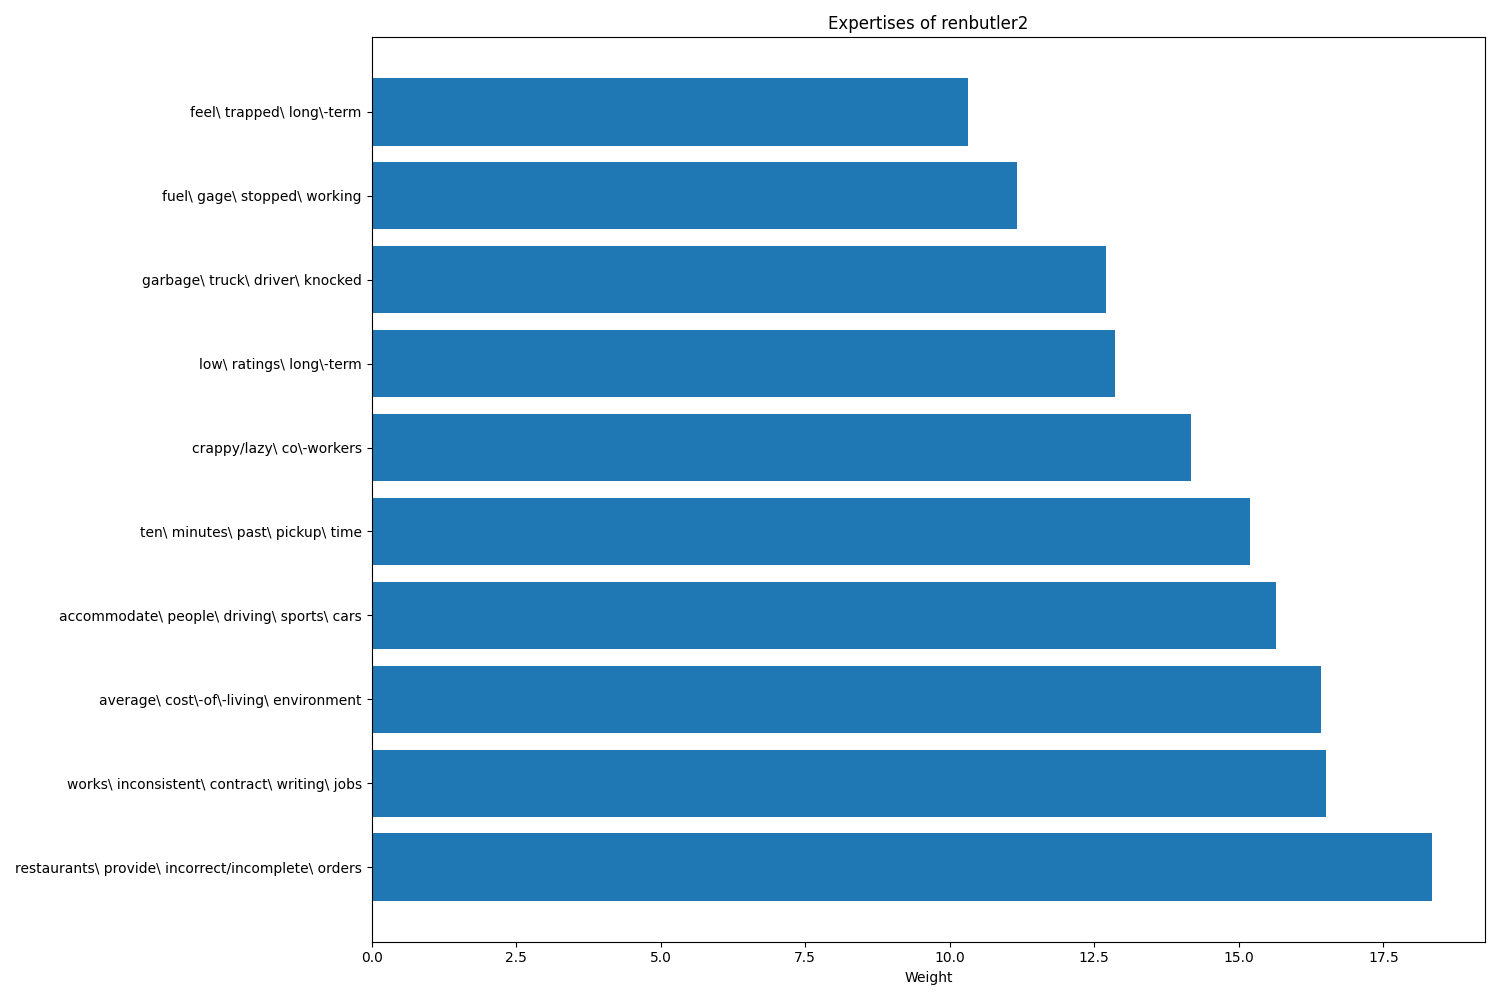 Expertises of renbutler2
feel\ trapped\ long\-term
fuel\ gage\ stopped\ working
garbage\ truck\ driver\ knocked
low\ ratings\ long\-term
crappy/lazy\ co\-workers
ten\ minutes\ past\ pickup\ time
accommodate\ people\ driving\ sports\ cars
average\ cost\-of\-living\ environment
works\ inconsistent\ contract\ writing\ jobs
restaurants\ provide\ incorrect/incomplete\ orders
0.0 2.5 5.0 7.5 10.0 12.5 15.0 17.5
Weight